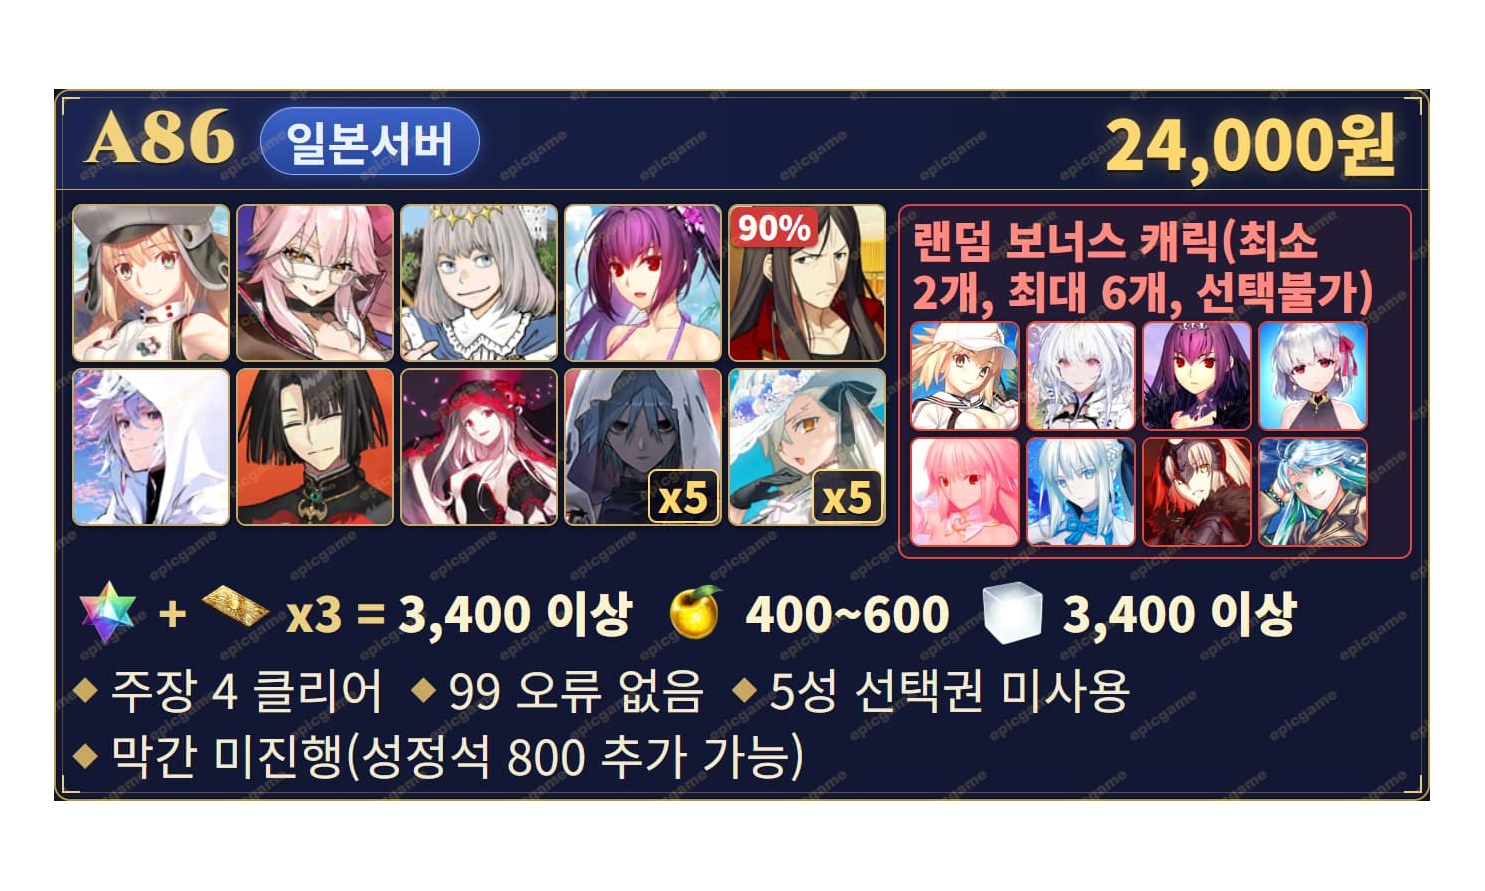 A86 일본서버 24,000원
90%
랜덤 보너스 캐릭(최소
2개, 최대 6개, 선택불가)
x5 x5
+ x3 = 3,400 이상 400~600 3,400 이상
◆ 주장 4 클리어 ◆ 99 오류 없음 ◆ 5성 선택권 미사용
◆ 막간 미진행(성정석 800 추가 가능)
epicgame